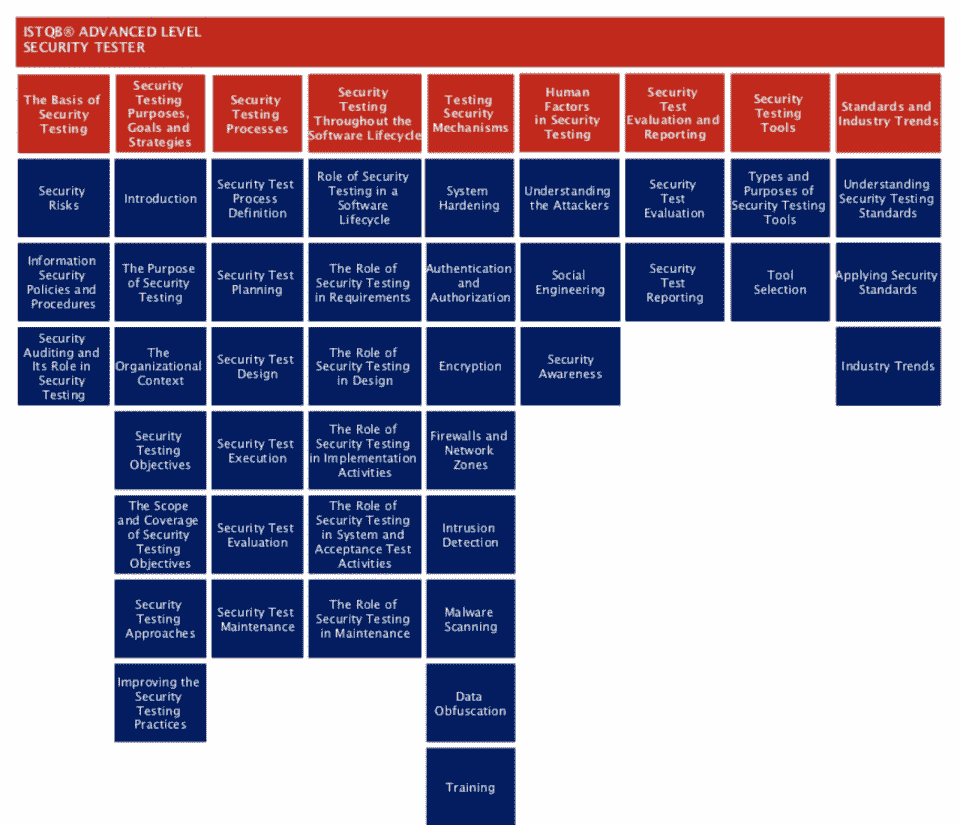 ISTQB® ADVANCED LEVEL
SECURITY TESTER
The Basis of
Security
Testing
Security
Testing
Purposes,
Goals and
Strategies
Security
Testing
Processes
Security
Testing
Throughout the
Software Lifecycle
Testing
Security
Mechanisms
Human
Factors
in Security
Testing
Security
Test
Evaluation and
Reporting
Security
Testing
Tools
Standards and
Industry Trends
Security
Risks
Introduction
Security Test
Process
Definition
Role of Security
Testing in a
Software
Lifecycle
System
Hardening
Understanding
the Attackers
Security
Test
Evaluation
Types and
Purposes of
Security Testing
Tools
Understanding
Security Testing
Standards
Information
Security
Policies and
Procedures
The Purpose
of Security
Testing
Security Test
Planning
The Role of
Security Testing
in Requirements
Authentication
and
Authorization
Social
Engineering
Security
Test
Reporting
Tool
Selection
Applying Security
Standards
Security
Auditing and
Its Role in
Security
Testing
The
Organizational
Context
Security Test
Design
The Role of
Security Testing
in Design
Encryption
Security
Awareness
Industry Trends
Security
Testing
Objectives
Security Test
Execution
The Role of
Security Testing
in Implementation
Activities
Firewalls and
Network
Zones
The Scope
and Coverage
of Security
Testing
Objectives
Security Test
Evaluation
The Role of
Security Testing
in System and
Acceptance Test
Activities
Intrusion
Detection
Security
Testing
Approaches
Security Test
Maintenance
The Role of
Security Testing
in Maintenance
Malware
Scanning
Improving the
Security
Testing
Practices
Data
Obfuscation
Training